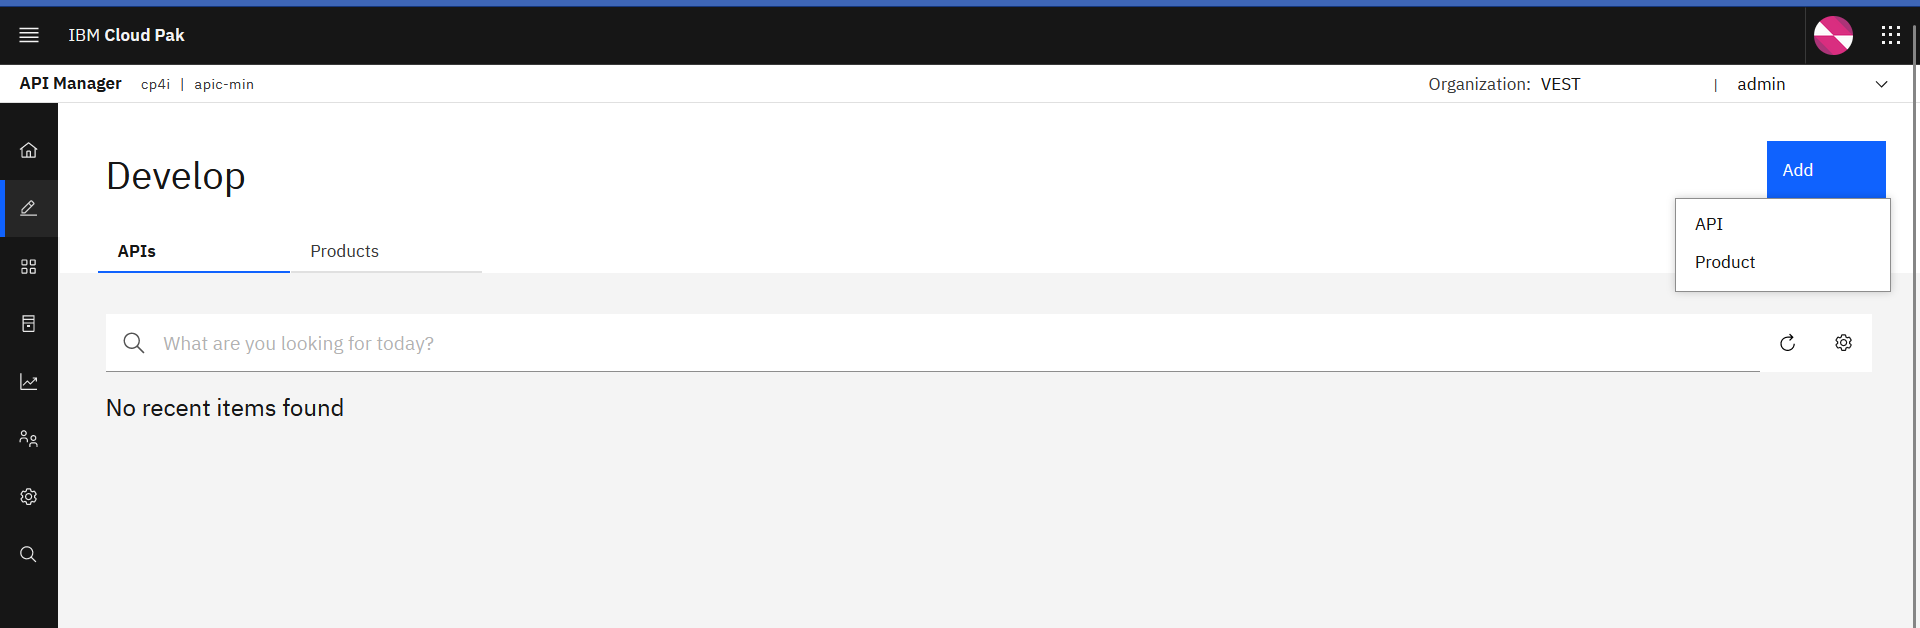 IBM Cloud Pak
API Manager cp4i | apic-min Organization: VEST | admin
Develop
Add
API
Product
APIs Products
What are you looking for today?
No recent items found